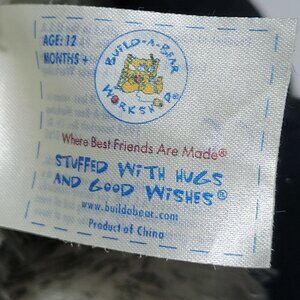 AGE: 12
MONTHS +
BUILD-A-BEAR
WORKSHOP®
Where Best Friends Are Made®
STUFFED WITH HUGS
AND GOOD WISHES®
www.buildabear.com
Product of China